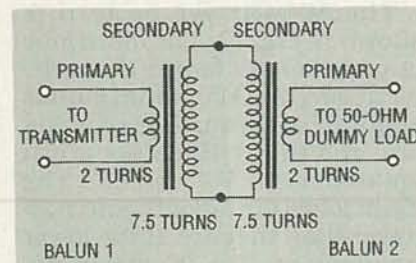 SECONDARY SECONDARY
PRIMARY PRIMARY
TO TRANSMITTER
TO 50-OHM DUMMY LOAD
2 TURNS 2 TURNS
7.5 TURNS 7.5 TURNS
BALUN 1 BALUN 2